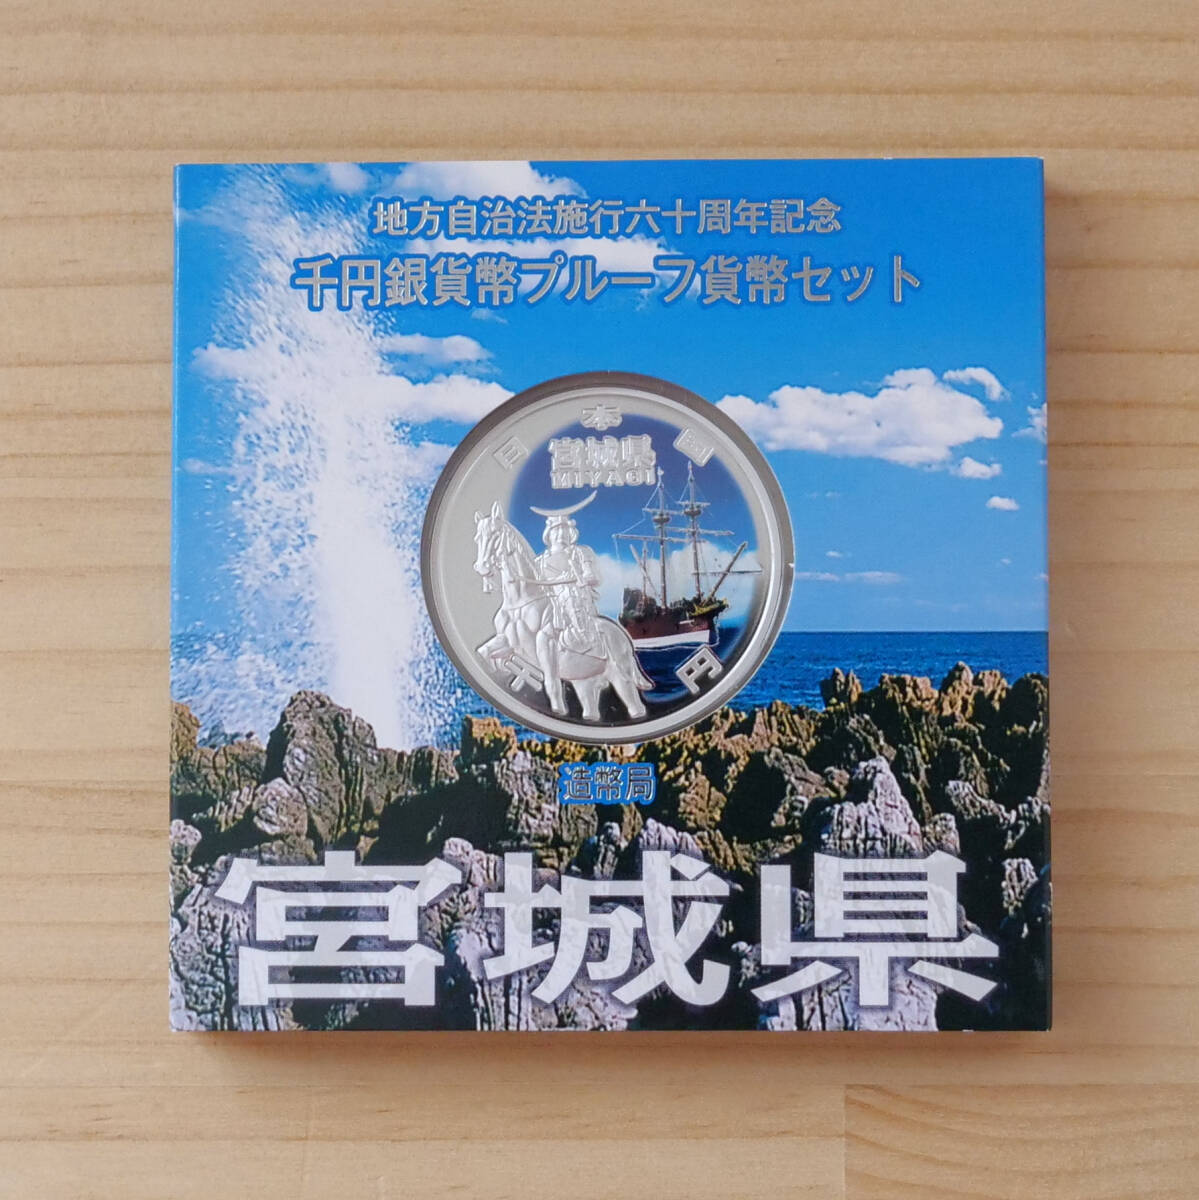 地方自治法施行六十周年記念
千円銀貨幣プルーフ貨幣セット
日本国
宮城県
MIYAGI
千円
造幣局
宮城県